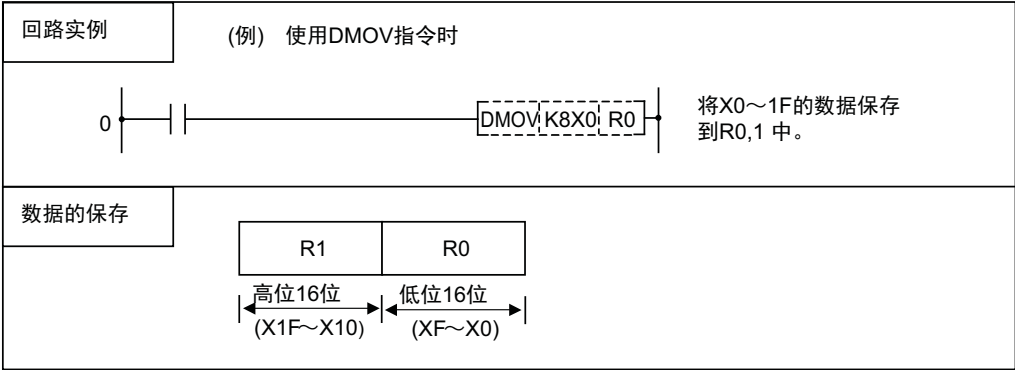 回路实例
(例) 使用DMOV指令时
0
DMOV K8X0 R0
将X0～1F的数据保存
到R0,1 中。
数据的保存
R1 R0
高位16位 低位16位
(X1F～X10) (XF～X0)